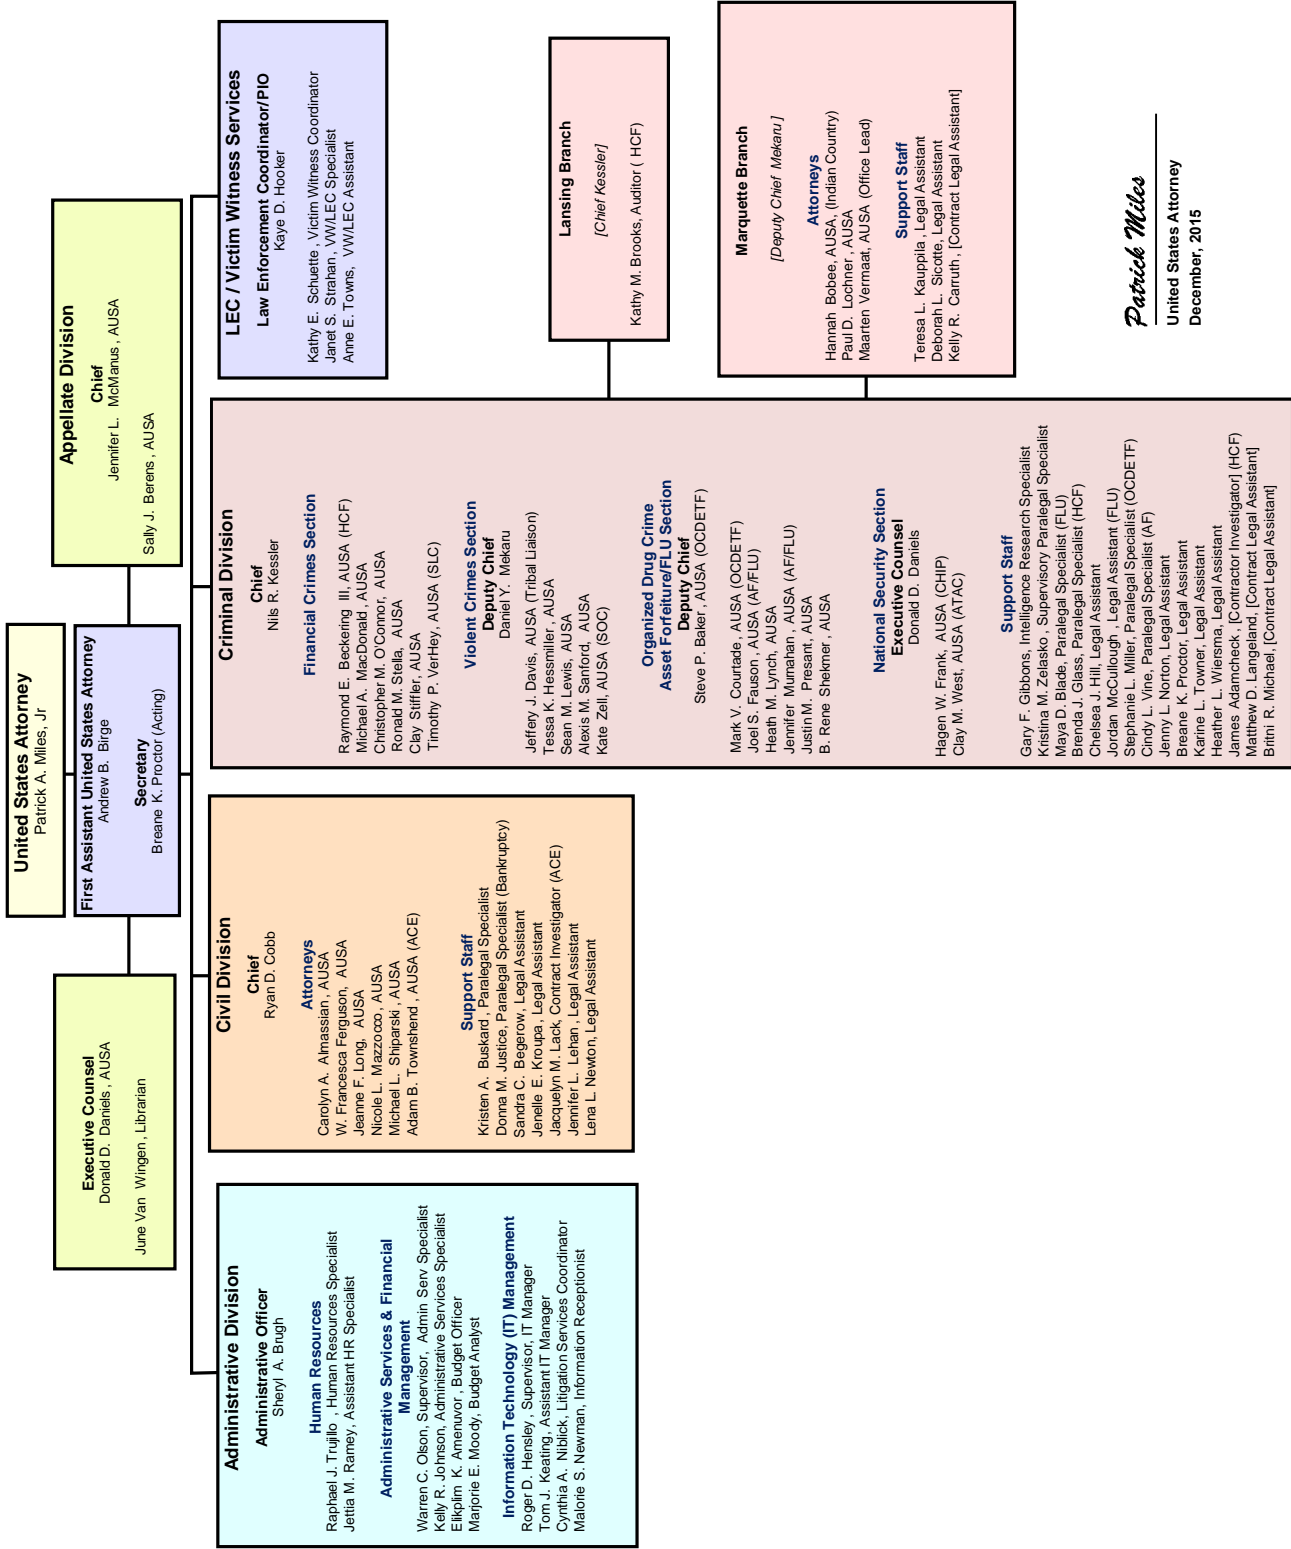 United States Attorney
Patrick A. Miles, Jr
First Assistant United States Attorney
Andrew B. Birge
Secretary
Breane K. Proctor (Acting)
Executive Counsel
Donald D. Daniels, AUSA
June Van Wingen, Librarian
Appellate Division
Chief
Jennifer L. McManus, AUSA
Sally J. Berens, AUSA
Administrative Division
Administrative Officer
Sheryl A. Brugh
Human Resources
Raphael J. Trujillo, Human Resources Specialist
Jettia M. Ramey, Assistant HR Specialist
Administrative Services & Financial
Management
Warren C. Olson, Supervisor, Admin Serv Specialist
Kelly R. Johnson, Administrative Services Specialist
Elikplim K. Amenuvor, Budget Officer
Marjorie E. Moody, Budget Analyst
Information Technology (IT) Management
Roger D. Hensley, Supervisor, IT Manager
Tom J. Keating, Assistant IT Manager
Cynthia A. Niblick, Litigation Services Coordinator
Malorie S. Newman, Information Receptionist
Civil Division
Chief
Ryan D. Cobb
Attorneys
Carolyn A. Almassian, AUSA
W. Francesca Ferguson, AUSA
Jeanne F. Long, AUSA
Nicole L. Mazzocco, AUSA
Michael L. Shiparski, AUSA
Adam B. Townshend, AUSA (ACE)
Support Staff
Kristen A. Buskard, Paralegal Specialist
Donna M. Justice, Paralegal Specialist (Bankruptcy)
Sandra C. Begerow, Legal Assistant
Jenelle E. Kroupa, Legal Assistant
Jacquelyn M. Lack, Contract Investigator (ACE)
Jennifer L. Lehan, Legal Assistant
Lena L. Newton, Legal Assistant
Criminal Division
Chief
Nils R. Kessler
Financial Crimes Section
Raymond E. Beckering III, AUSA (HCF)
Michael A. MacDonald, AUSA
Christopher M. O'Connor, AUSA
Ronald M. Stella, AUSA
Clay Stiffler, AUSA
Timothy P. VerHey, AUSA (SLC)
Violent Crimes Section
Deputy Chief
Daniel Y. Mekaru
Jeffery J. Davis, AUSA (Tribal Liaison)
Tessa K. Hessmiller, AUSA
Sean M. Lewis, AUSA
Alexis M. Sanford, AUSA
Kate Zell, AUSA (SOC)
Organized Drug Crime
Asset Forfeiture/FLU Section
Deputy Chief
Steve P. Baker, AUSA (OCDETF)
Mark V. Courtade, AUSA (OCDETF)
Joel S. Fauson, AUSA (AF/FLU)
Heath M. Lynch, AUSA
Jennifer Mumahan, AUSA (AF/FLU)
Justin M. Presant, AUSA
B. Rene Shekmer, AUSA
National Security Section
Executive Counsel
Donald D. Daniels
Hagen W. Frank, AUSA (CHIP)
Clay M. West, AUSA (ATAC)
Support Staff
Gary F. Gibbons, Intelligence Research Specialist
Kristina M. Zelasko, Supervisory Paralegal Specialist
Maya D. Blade, Paralegal Specialist (FLU)
Brenda J. Glass, Paralegal Specialist (HCF)
Chelsea J. Hill, Legal Assistant
Jordan McCullough, Legal Assistant (FLU)
Stephanie L. Miller, Paralegal Specialist (OCDETF)
Cindy L. Vine, Paralegal Specialist (AF)
Jenny L. Norton, Legal Assistant
Breane K. Proctor, Legal Assistant
Karine L. Towner, Legal Assistant
Heather L. Wiersma, Legal Assistant
James Adamcheck, [Contractor Investigator] (HCF)
Matthew D. Langeland, [Contract Legal Assistant]
Britni R. Michael, [Contract Legal Assistant]
LEC / Victim Witness Services
Law Enforcement Coordinator/PIO
Kaye D. Hooker
Kathy E. Schuette, Victim Witness Coordinator
Janet S. Strahan, VW/LEC Specialist
Anne E. Towns, VW/LEC Assistant
Lansing Branch
[Chief Kessler]
Kathy M. Brooks, Auditor ( HCF)
Marquette Branch
[Deputy Chief Mekaru]
Attorneys
Hannah Bobee, AUSA, (Indian Country)
Paul D. Lochner, AUSA
Maarten Vermaat, AUSA (Office Lead)
Support Staff
Teresa L. Kauppila, Legal Assistant
Deborah L. Sicotte, Legal Assistant
Kelly R. Carruth, [Contract Legal Assistant]
Patrick Miles
United States Attorney
December, 2015